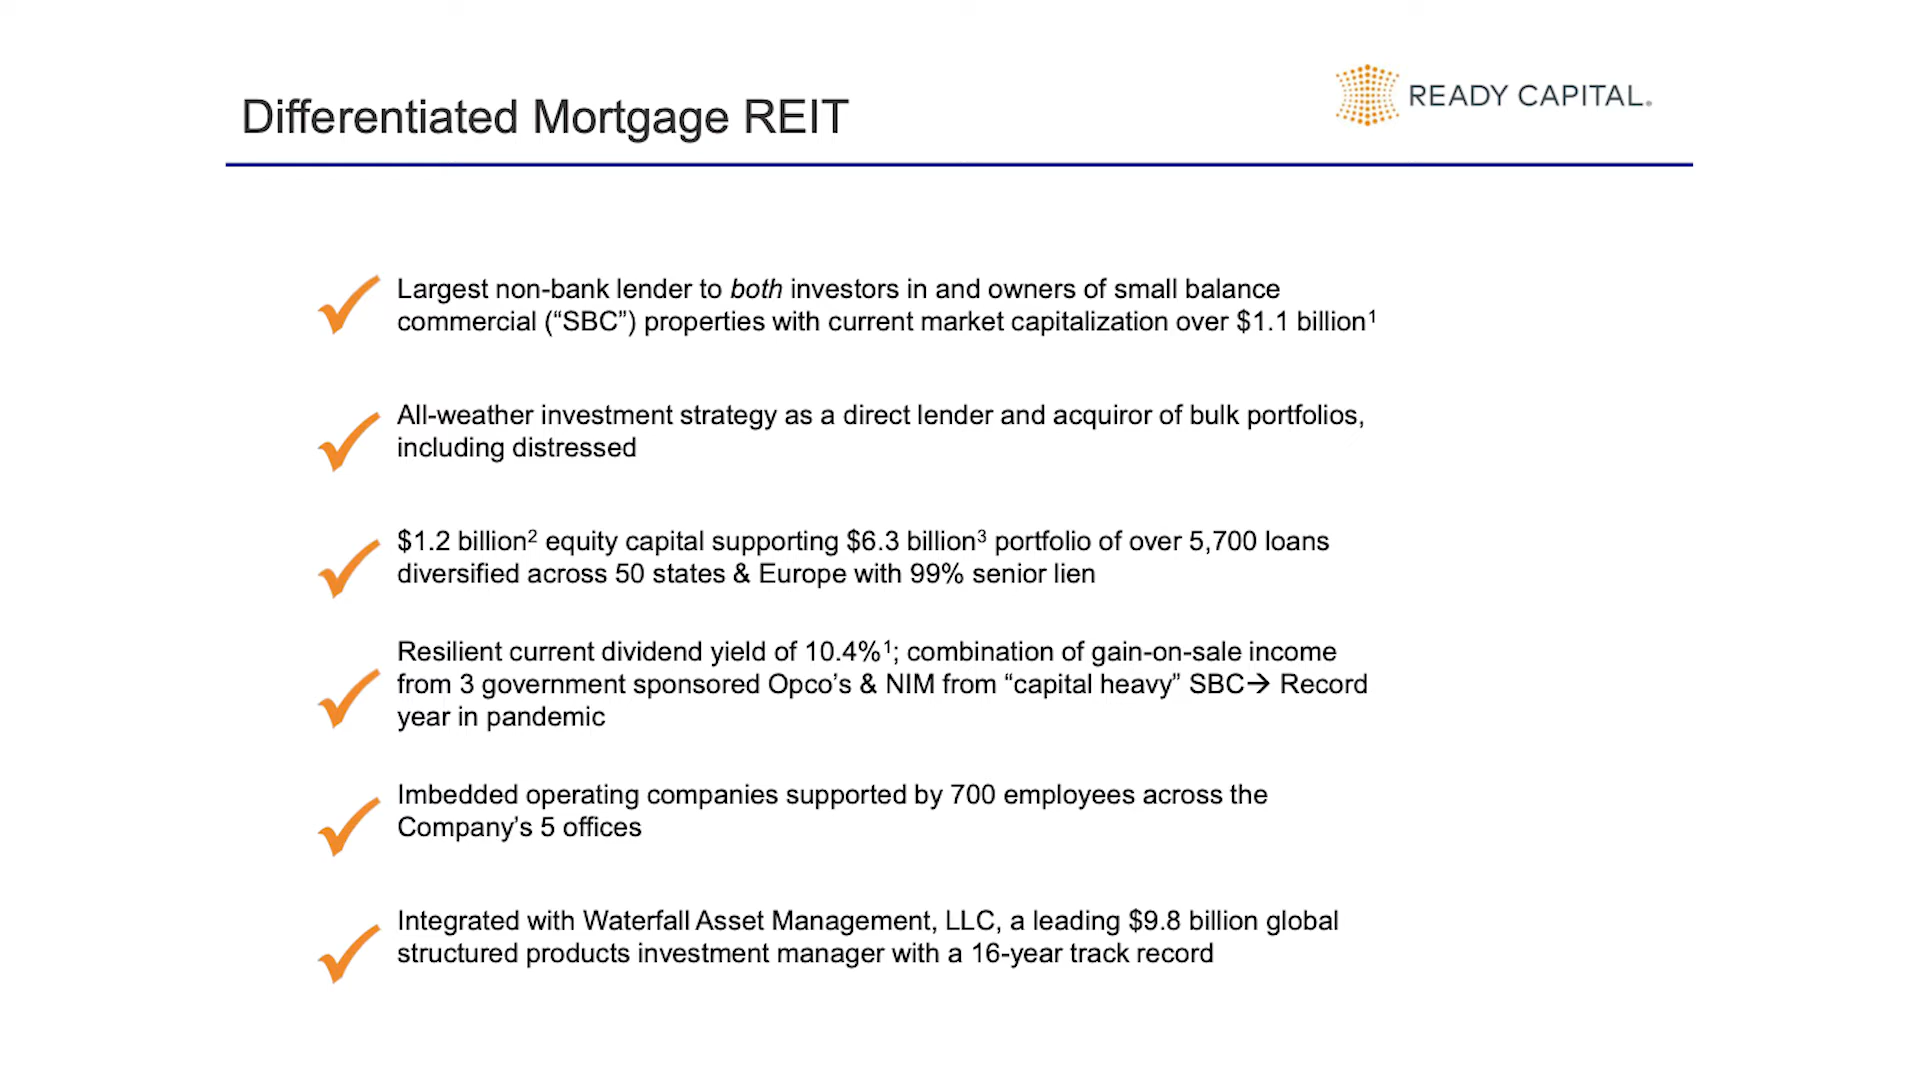 Differentiated Mortgage REIT
READY CAPITAL.
Largest non-bank lender to both investors in and owners of small balance
commercial (“SBC”) properties with current market capitalization over $1.1 billion¹
All-weather investment strategy as a direct lender and acquiror of bulk portfolios,
including distressed
$1.2 billion² equity capital supporting $6.3 billion³ portfolio of over 5,700 loans
diversified across 50 states & Europe with 99% senior lien
Resilient current dividend yield of 10.4%¹; combination of gain-on-sale income
from 3 government sponsored Opco’s & NIM from “capital heavy” SBC→ Record
year in pandemic
Imbedded operating companies supported by 700 employees across the
Company’s 5 offices
Integrated with Waterfall Asset Management, LLC, a leading $9.8 billion global
structured products investment manager with a 16-year track record